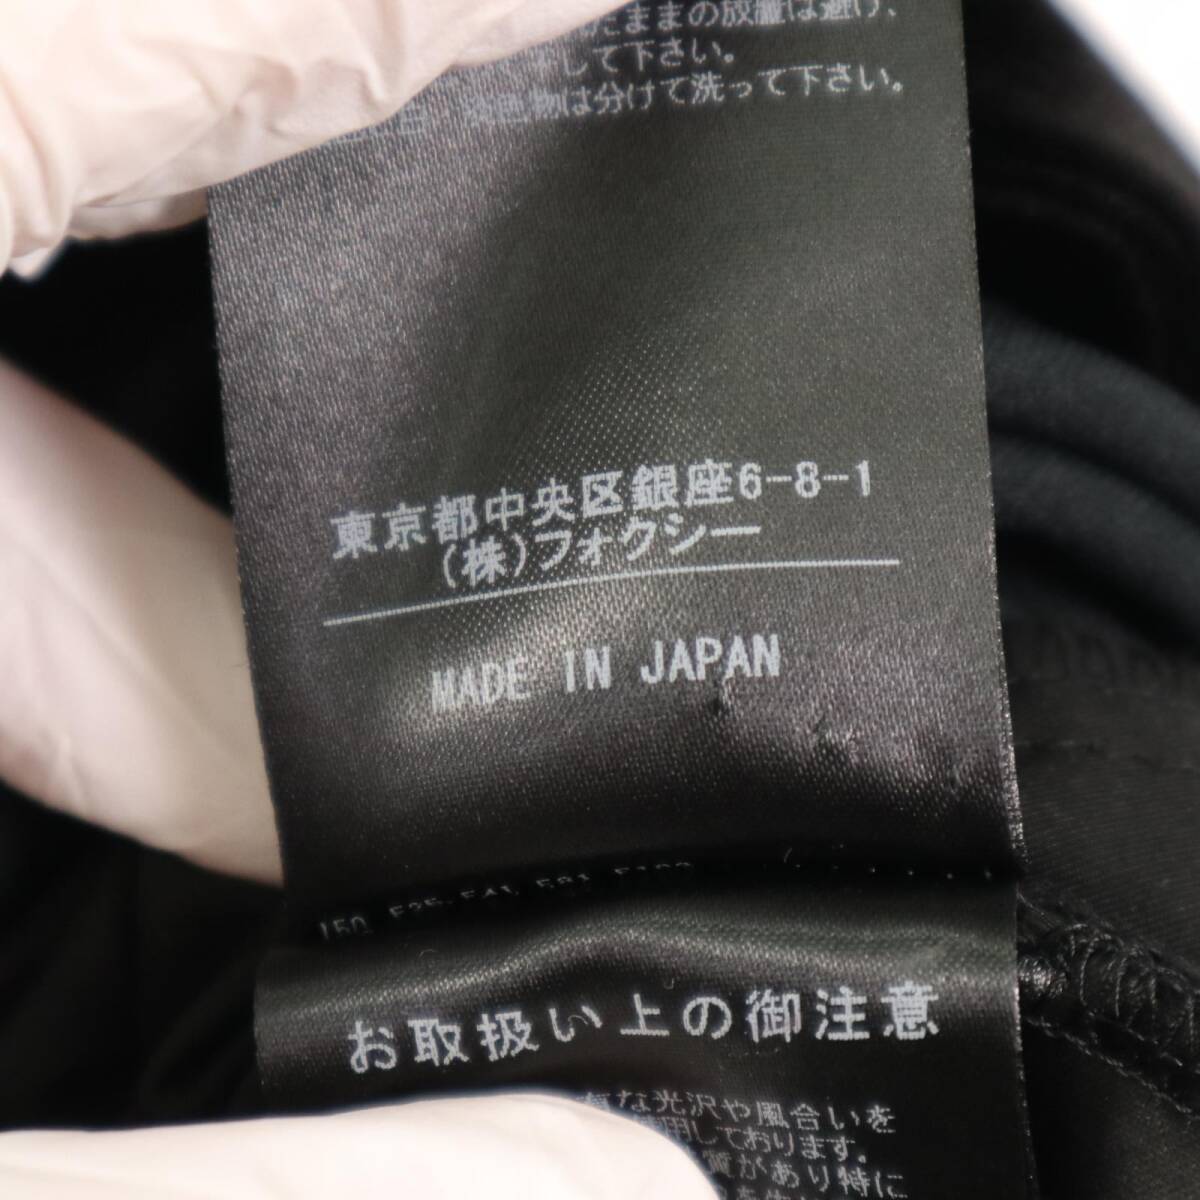 たままの放置は避け、
して下さい。
物は分けて洗って下さい。
東京都中央区銀座6-8-1
(株)フォクシー
MADE IN JAPAN
お取扱い上の御注意
な光沢や風合いを
使用しております。
質があり特に